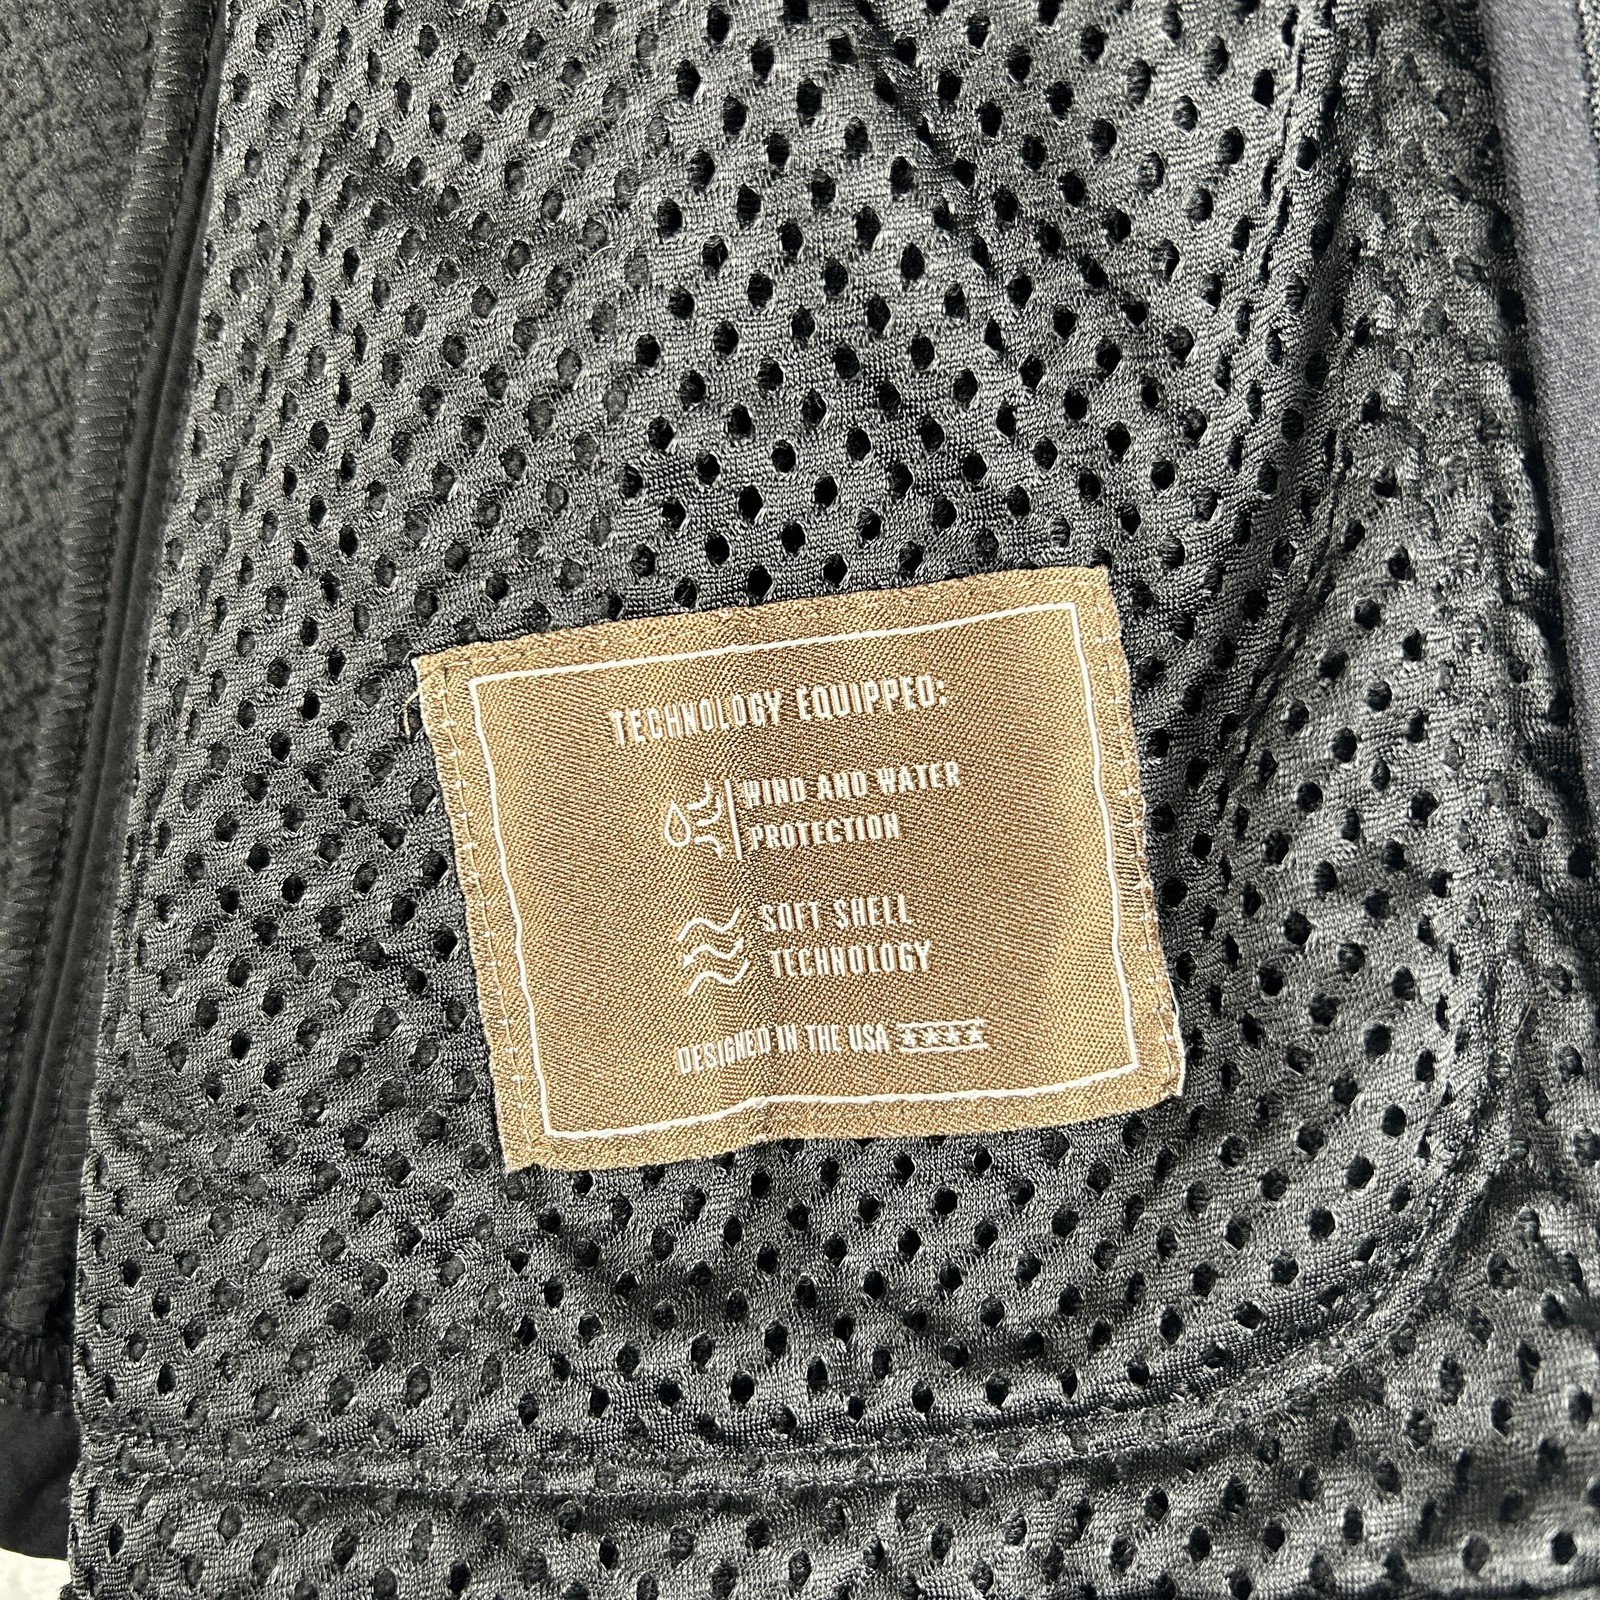 TECHNOLOGY EQUIPPED:
WIND AND WATER
PROTECTION
SOFT SHELL
TECHNOLOGY
DESIGNED IN THE USA